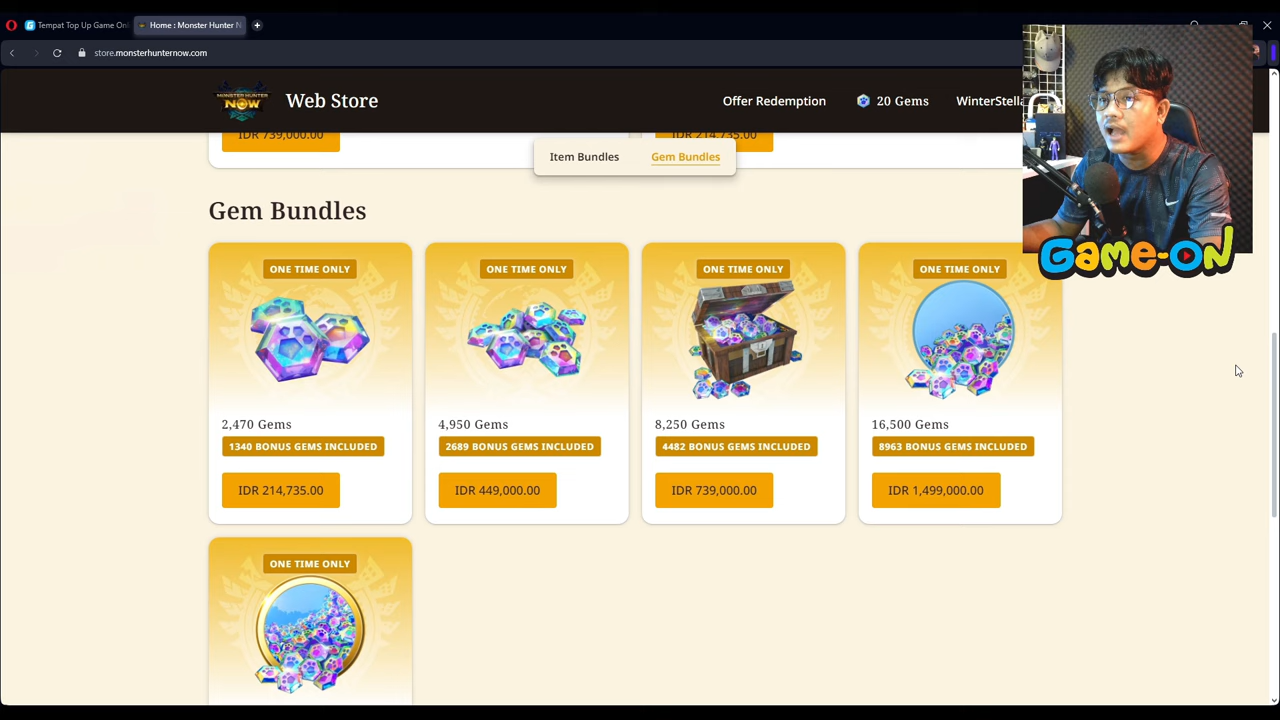 Tempat Top Up Game On
Home : Monster Hunter N
store.monsterhunternow.com
MONSTER HUNTER
NOW
Web Store
Offer Redemption
20 Gems
WinterStella
IDR 739,000.00
IDR 214,735.00
Item Bundles
Gem Bundles
GAME-ON
Gem Bundles
ONE TIME ONLY
ONE TIME ONLY
ONE TIME ONLY
ONE TIME ONLY
2,470 Gems
4,950 Gems
8,250 Gems
16,500 Gems
1340 BONUS GEMS INCLUDED
2689 BONUS GEMS INCLUDED
4482 BONUS GEMS INCLUDED
8963 BONUS GEMS INCLUDED
IDR 214,735.00
IDR 449,000.00
IDR 739,000.00
IDR 1,499,000.00
ONE TIME ONLY